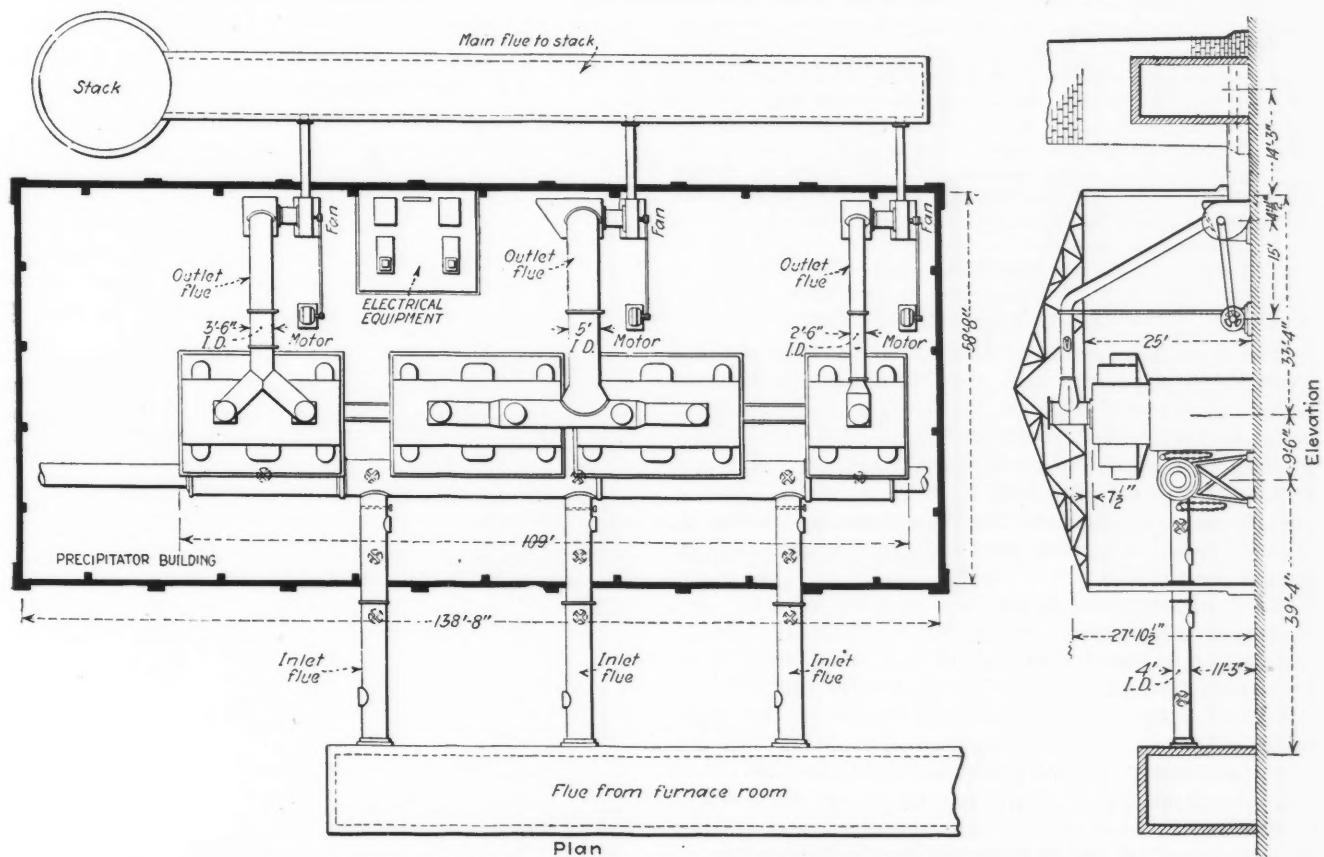 Main flue to stack
Stack
Fan
Fan
Fan
Outlet
flue
Outlet
flue
Outlet
flue
ELECTRICAL
EQUIPMENT
3'-6"
I.D.
Motor
5'
I.D.
Motor
2'-6"
I.D.
Motor
58'-8"
109'
PRECIPITATOR BUILDING
138'-8"
Inlet
flue
Inlet
flue
Inlet
flue
Flue from furnace room
Plan
14'-3"
15'
25'
33'-4"
9'-6"
7½"
39'-4"
27'-10½"
4'
I.D.
11'-3"
Elevation